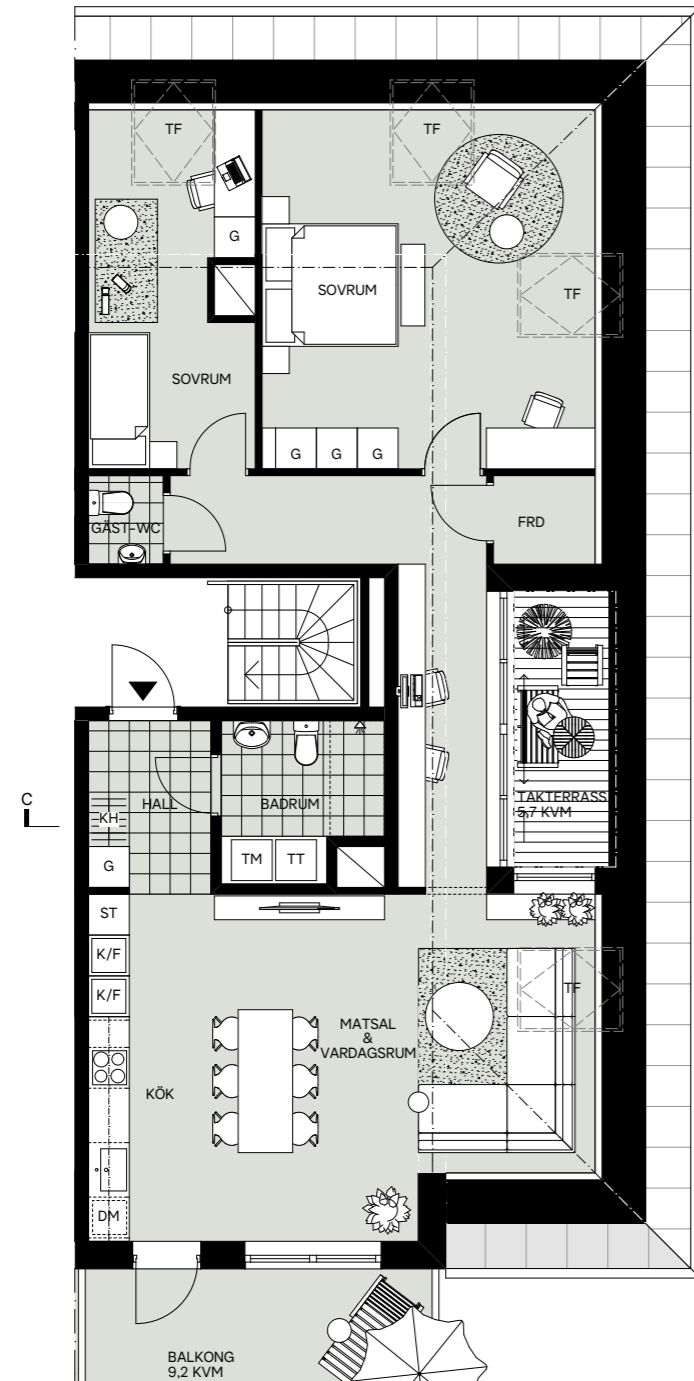 TF
TF
G
SOVRUM
TF
SOVRUM
G
G
G
GÄST-WC
FRD
C
HALL
BADRUM
TAKTERRASS
5,7 KVM
KH
G
TM
TT
ST
K/F
K/F
TF
MATSAL
&
VARDAGSRUM
KÖK
DM
BALKONG
9,2 KVM